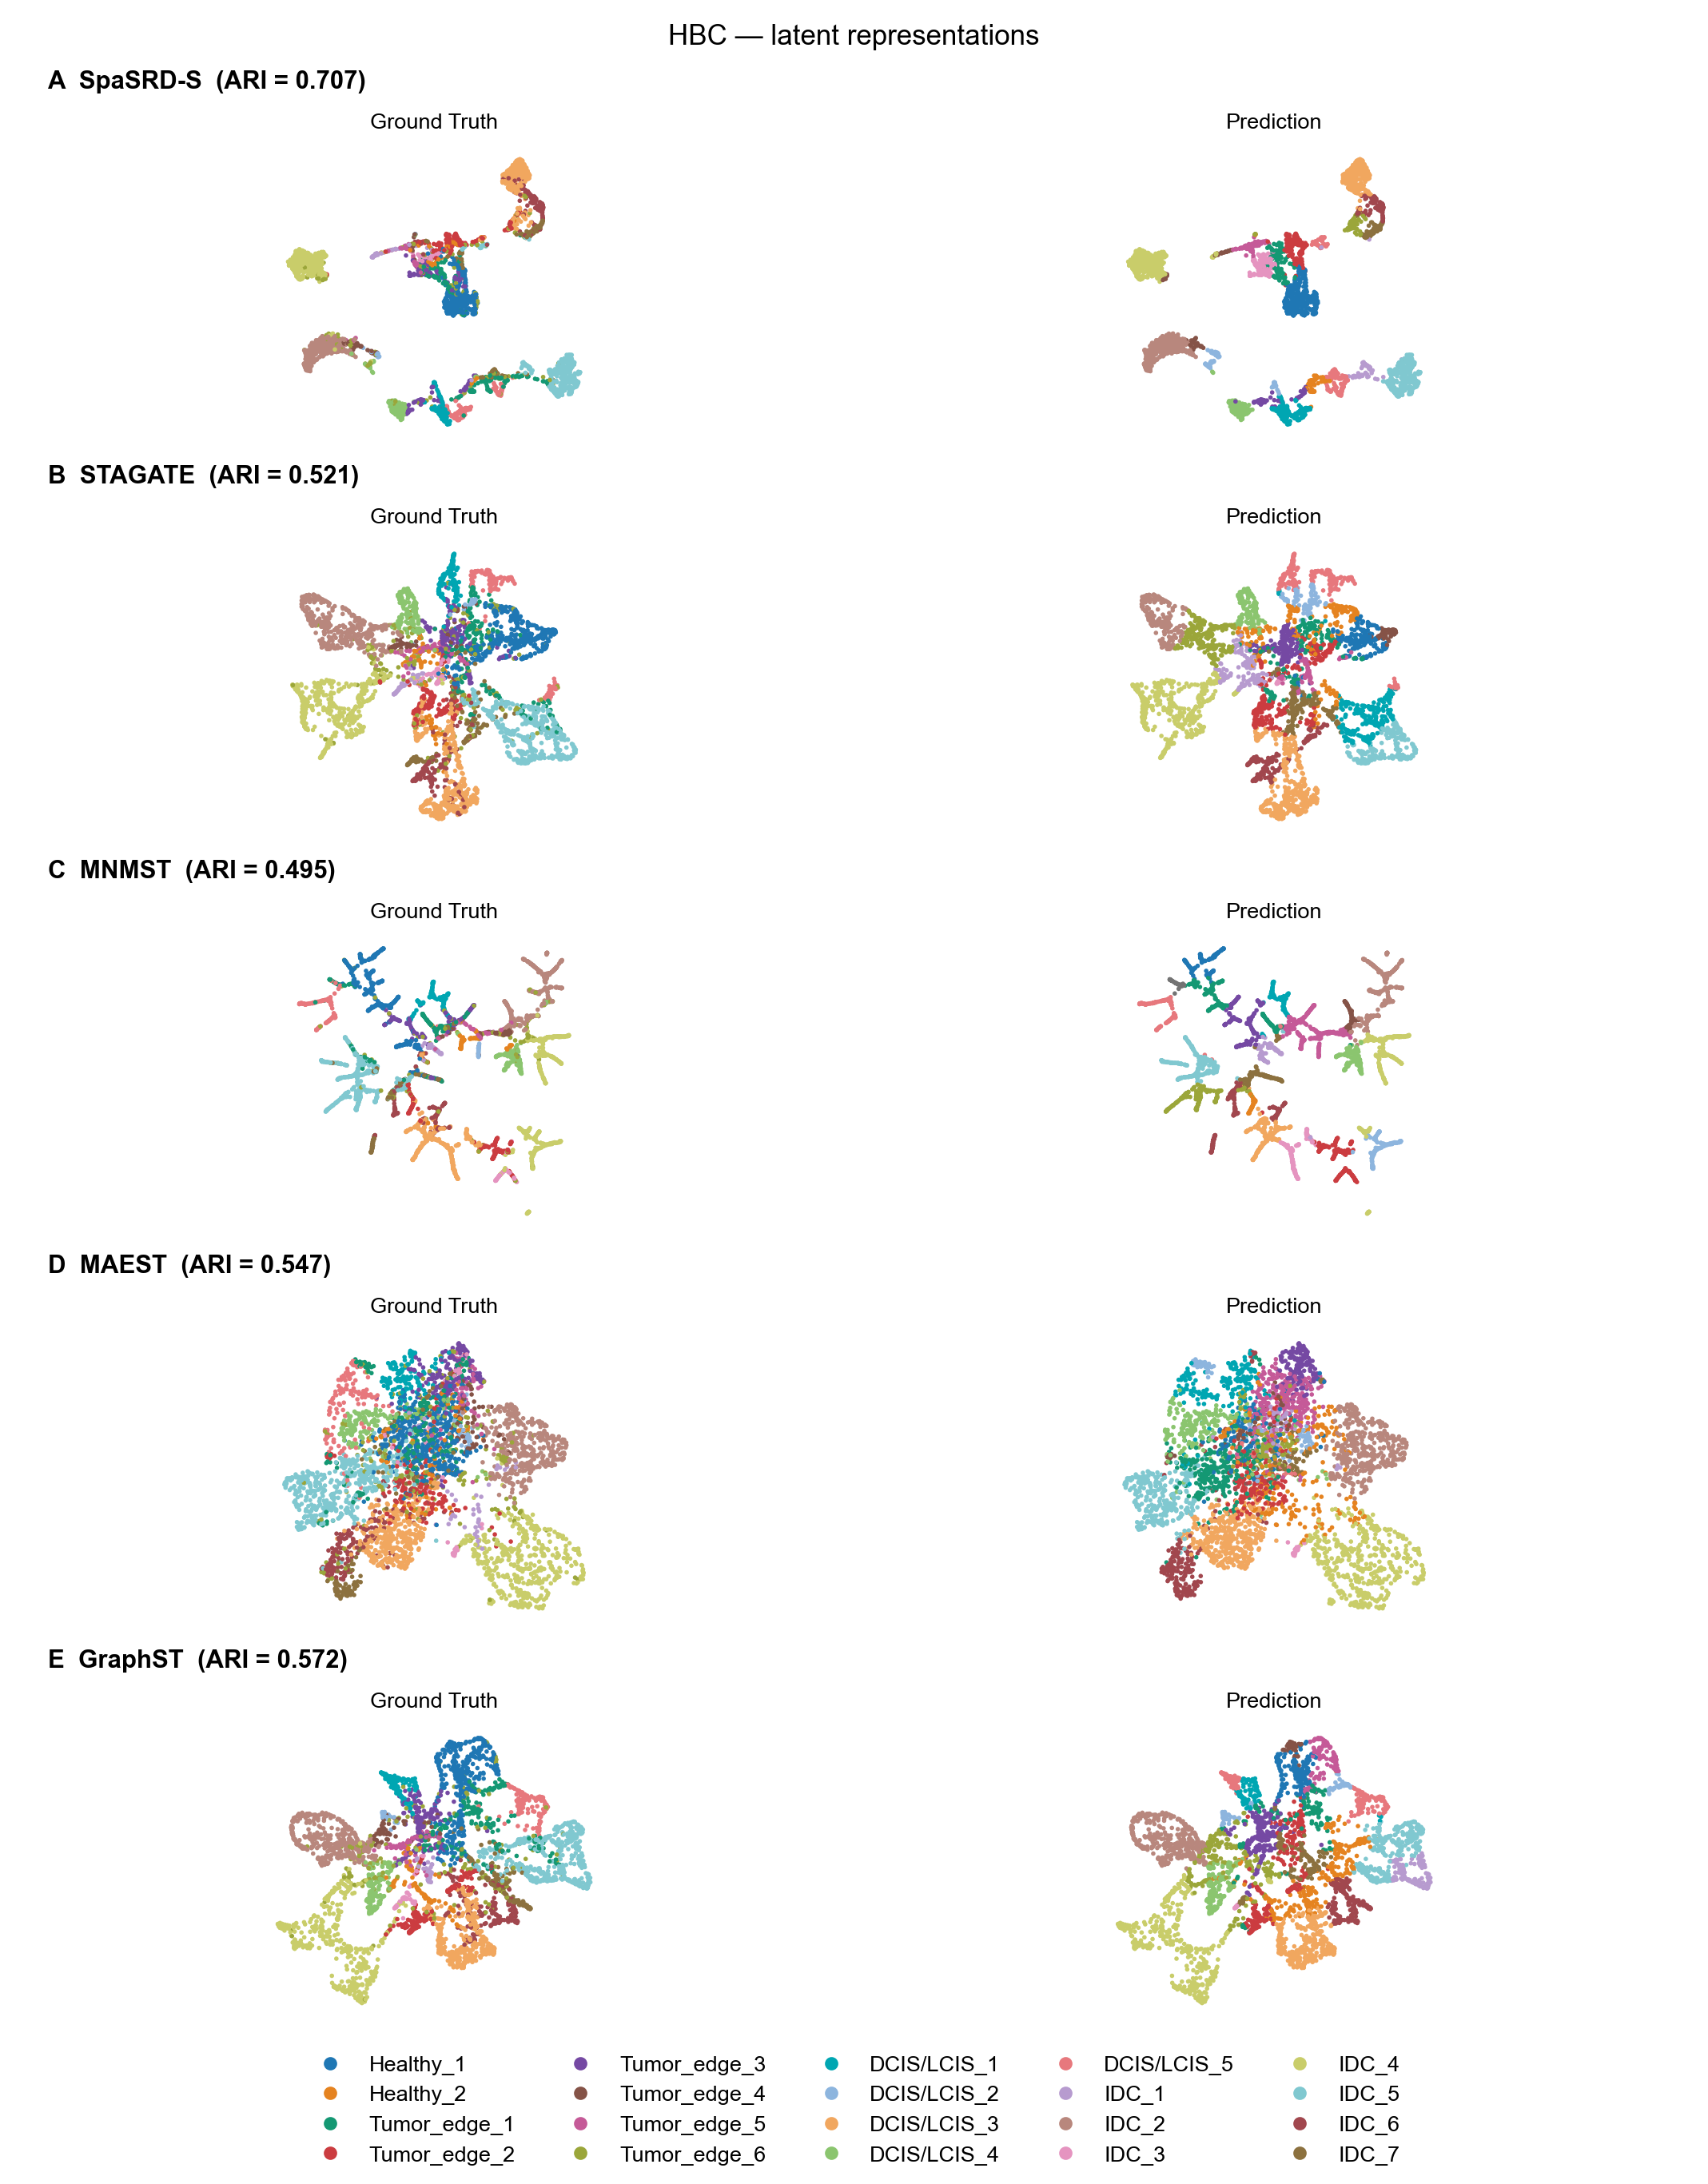 HBC — latent representations
A SpaSRD-S (ARI = 0.707)
Ground Truth
Prediction
B STAGATE (ARI = 0.521)
Ground Truth
Prediction
C MNMST (ARI = 0.495)
Ground Truth
Prediction
D MAEST (ARI = 0.547)
Ground Truth
Prediction
E GraphST (ARI = 0.572)
Ground Truth
Prediction
Healthy_1
Healthy_2
Tumor_edge_1
Tumor_edge_2
Tumor_edge_3
Tumor_edge_4
Tumor_edge_5
Tumor_edge_6
DCIS/LCIS_1
DCIS/LCIS_2
DCIS/LCIS_3
DCIS/LCIS_4
DCIS/LCIS_5
IDC_1
IDC_2
IDC_3
IDC_4
IDC_5
IDC_6
IDC_7